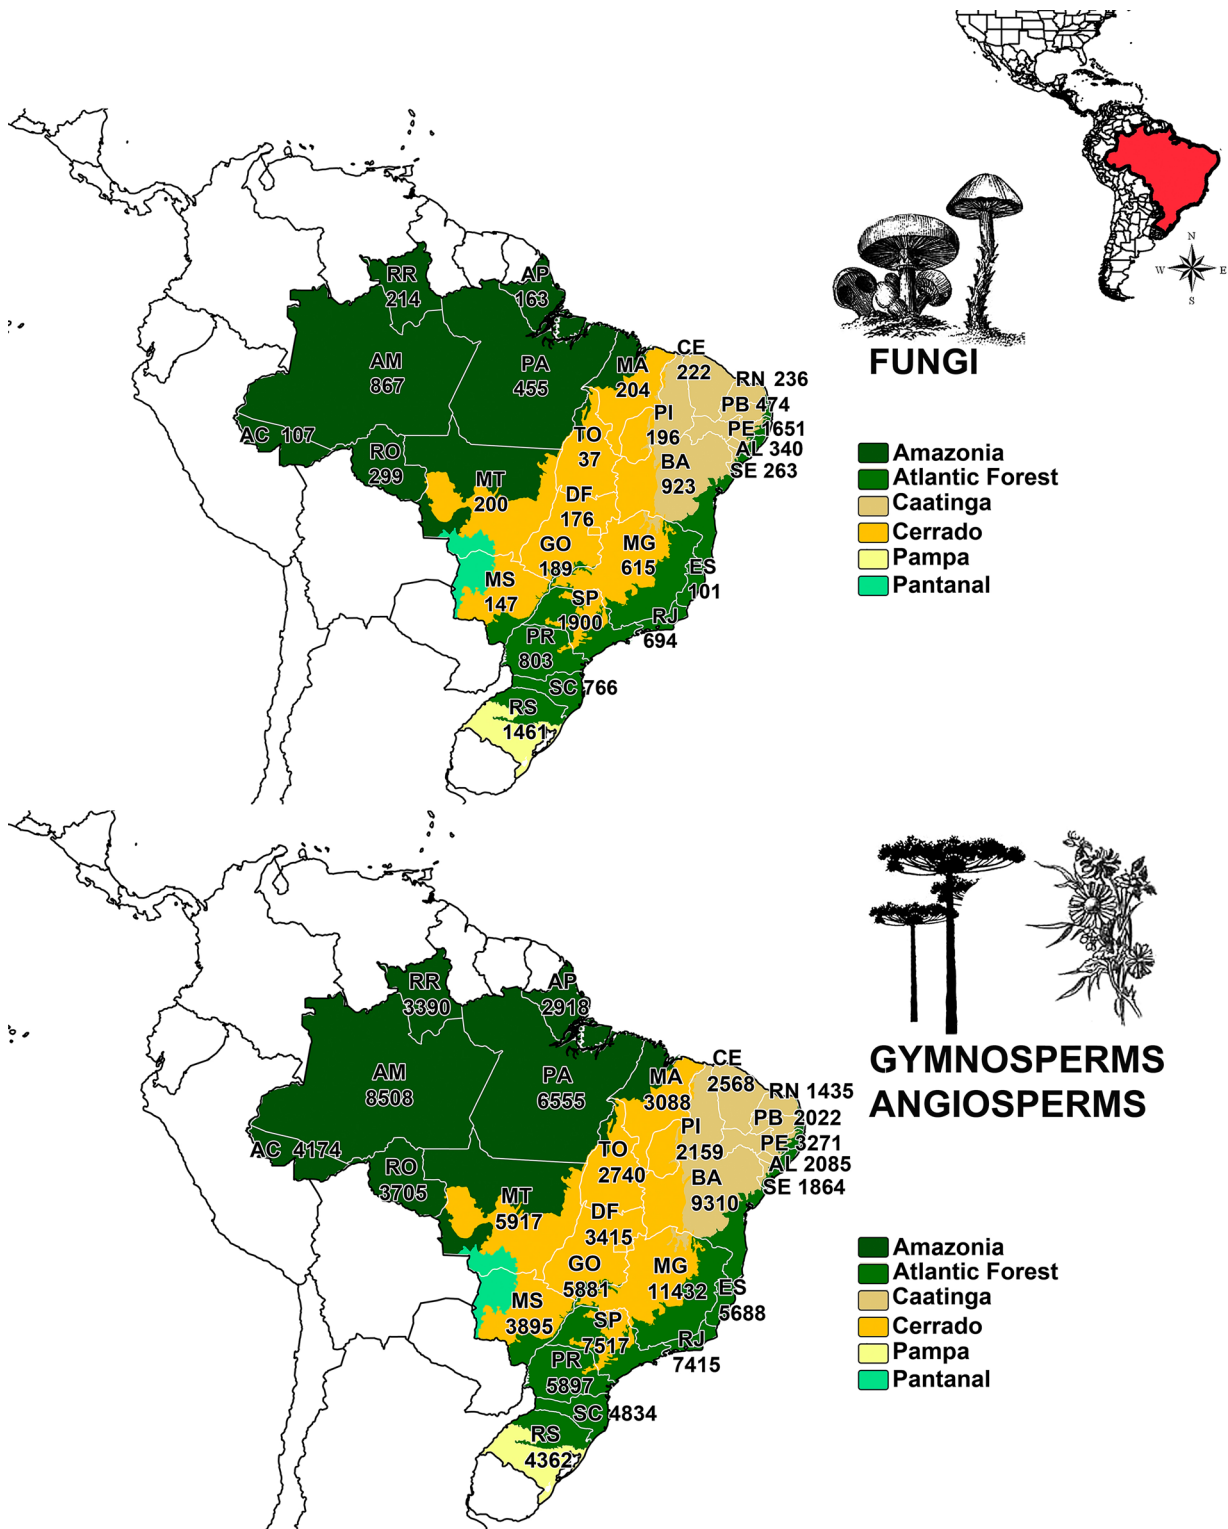 N
W E
S
FUNGI
RR
214
AP
163
AM
867
PA
455
MA
204
CE
222
RN 236
PB 474
PE 1651
AL 340
SE 263
PI
196
AC 107
RO
299
TO
37
BA
923
MT
200
DF
176
GO
189
MG
615
ES
101
MS
147
SP
1900
RJ
694
PR
803
SC 766
RS
1461
Amazonia
Atlantic Forest
Caatinga
Cerrado
Pampa
Pantanal
GYMNOSPERMS
ANGIOSPERMS
RR
3390
AP
2918
AM
8508
PA
6555
MA
3088
CE
2568
RN 1435
PB 2022
PE 3271
AL 2085
SE 1864
PI
2159
AC 4174
RO
3705
TO
2740
BA
9310
MT
5917
DF
3415
GO
5881
MG
11432
ES
5688
MS
3895
SP
7517
RJ
7415
PR
5897
SC 4834
RS
4362
Amazonia
Atlantic Forest
Caatinga
Cerrado
Pampa
Pantanal